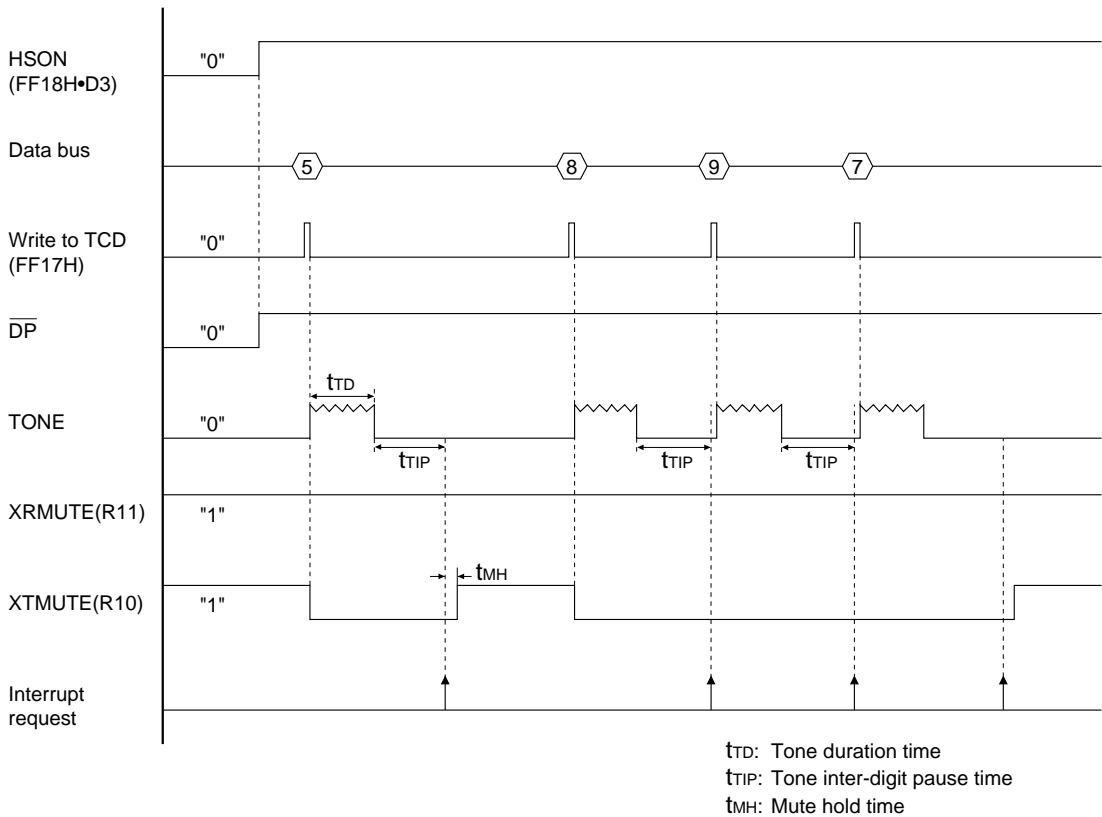 HSON "0"
(FF18H•D3)
Data bus 5 8 9 7
Write to TCD "0"
(FF17H)
DP "0"
tTD
TONE "0"
tTIP tTIP tTIP
XRMUTE(R11) "1"
tMH
XTMUTE(R10) "1"
Interrupt
request
tTD: Tone duration time
tTIP: Tone inter-digit pause time
tMH: Mute hold time